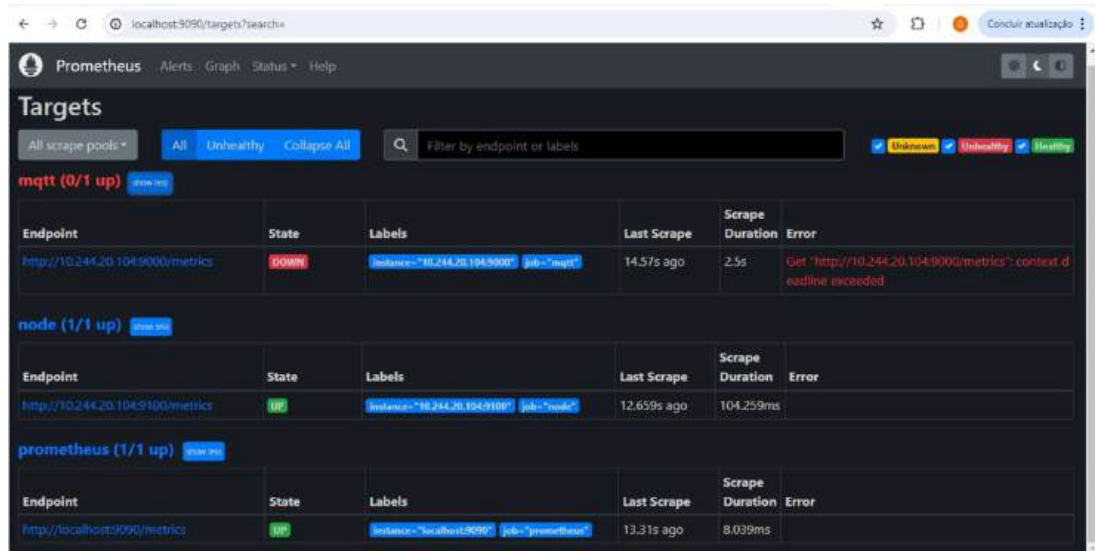 localhost:9090/targets?search=
Concluir atualização
Prometheus Alerts Graph Status Help
Targets
All scrape pools All Unhealthy Collapse All Filter by endpoint or labels Unknown Unhealthy Healthy
mqtt (0/1 up) show less
Endpoint State Labels Last Scrape Scrape Duration Error
http://10.244.20.104:9000/metrics DOWN instance="10.244.20.104:9000" job="mqtt" 14.57s ago 2.5s Get "http://10.244.20.104:9000/metrics": context d
eadline exceeded
node (1/1 up) show less
Endpoint State Labels Last Scrape Scrape Duration Error
http://10.244.20.104:9100/metrics UP instance="10.244.20.104:9100" job="node" 12.659s ago 104.259ms
prometheus (1/1 up) show less
Endpoint State Labels Last Scrape Scrape Duration Error
http://localhost:9090/metrics UP instance="localhost:9090" job="prometheus" 13.31s ago 8.039ms